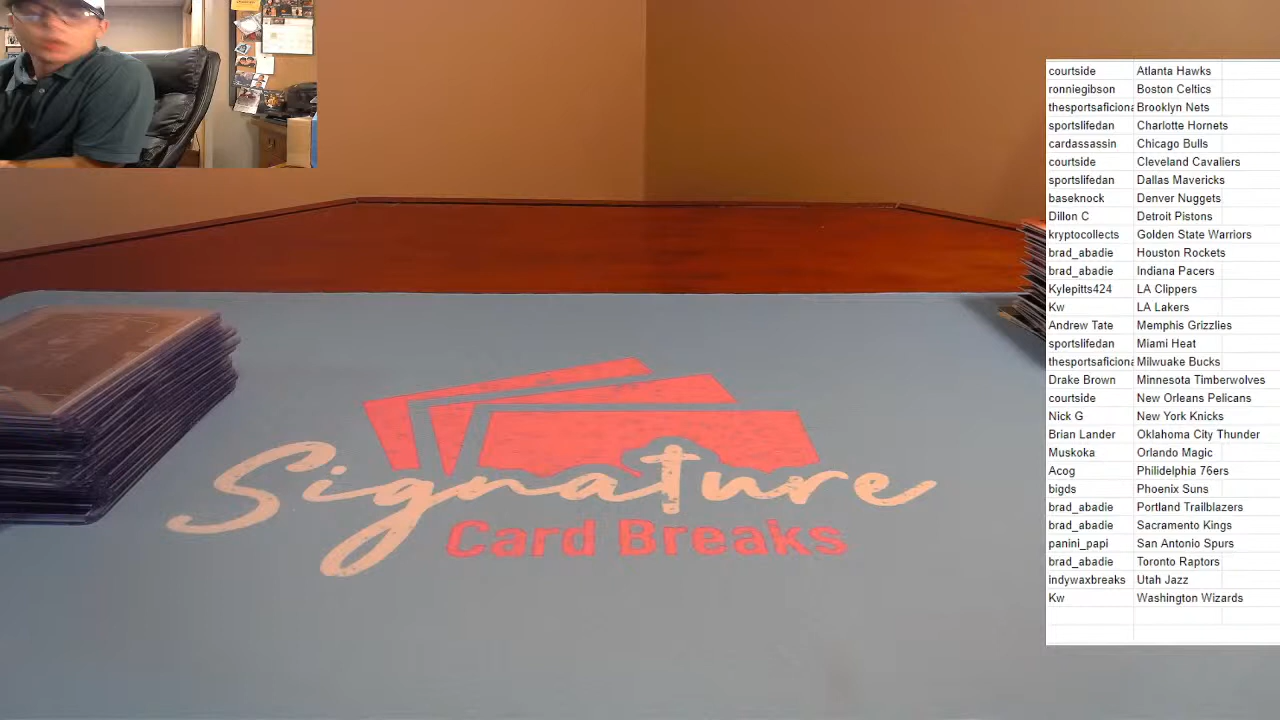 courtside Atlanta Hawks
ronniegibson Boston Celtics
thesportsaficiona Brooklyn Nets
sportslifedan Charlotte Hornets
cardassassin Chicago Bulls
courtside Cleveland Cavaliers
sportslifedan Dallas Mavericks
baseknock Denver Nuggets
Dillon C Detroit Pistons
kryptocollects Golden State Warriors
brad_abadie Houston Rockets
brad_abadie Indiana Pacers
Kylepitts424 LA Clippers
Kw LA Lakers
Andrew Tate Memphis Grizzlies
sportslifedan Miami Heat
thesportsaficiona Milwuake Bucks
Drake Brown Minnesota Timberwolves
courtside New Orleans Pelicans
Nick G New York Knicks
Brian Lander Oklahoma City Thunder
Muskoka Orlando Magic
Acog Philidelphia 76ers
bigds Phoenix Suns
brad_abadie Portland Trailblazers
brad_abadie Sacramento Kings
panini_papi San Antonio Spurs
brad_abadie Toronto Raptors
indywaxbreaks Utah Jazz
Kw Washington Wizards
Signature
Card Breaks